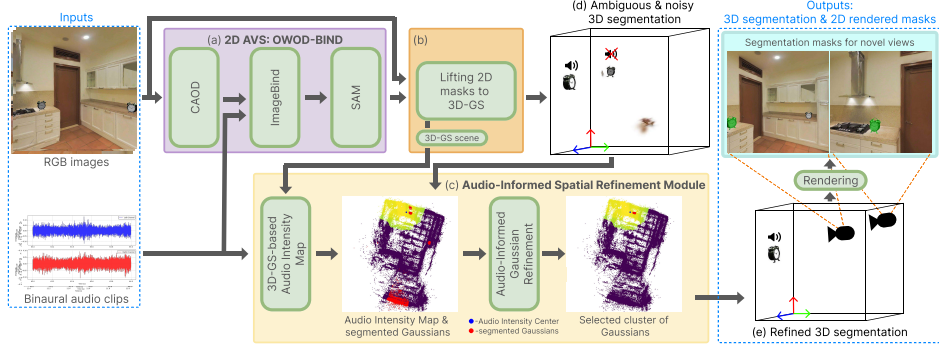 Inputs
RGB images
Binaural audio clips
(a) 2D AVS: OWOD-BIND
CAOD
ImageBind
SAM
(b)
Lifting 2D
masks to
3D-GS
3D-GS scene
(d) Ambiguous & noisy
3D segmentation
Outputs:
3D segmentation & 2D rendered masks
Segmentation masks for novel views
Rendering
(e) Refined 3D segmentation
(c) Audio-Informed Spatial Refinement Module
3D-GS-based
Audio Intensity
Map
Audio Intensity Map &
segmented Gaussians
-Audio Intensity Center
-segmented Gaussians
Audio-Informed
Gaussian
Refinement
Selected cluster of
Gaussians